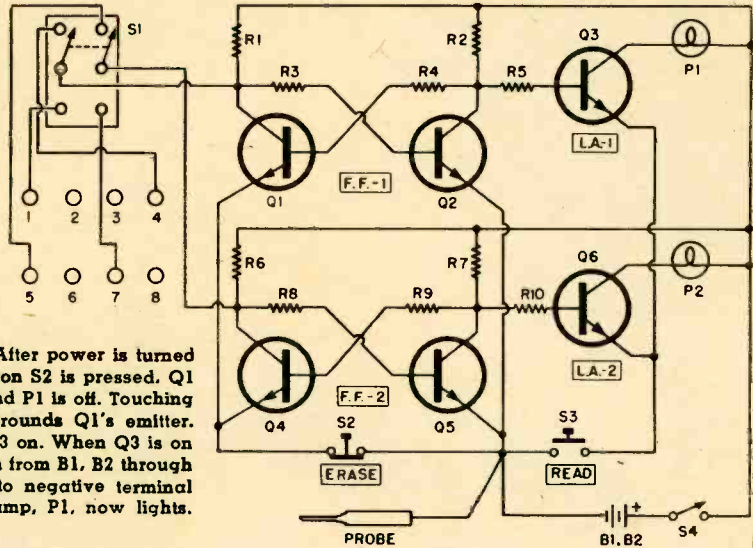 S1
R1
R2
Q3
P1
R3
R4
R5
L.A.-1
Q1
F.F.-1
Q2
1 2 3 4
R6
R7
Q6
P2
5 6 7 8
R8
R9
R10
L.A.-2
After power is turned
on S2 is pressed. Q1
nd P1 is off. Touching
rounds Q1's emitter.
3 on. When Q3 is on
from B1, B2 through
to negative terminal
mp, P1, now lights.
Q4
F.F.-2
Q5
S2
ERASE
S3
READ
PROBE
+
B1, B2
S4